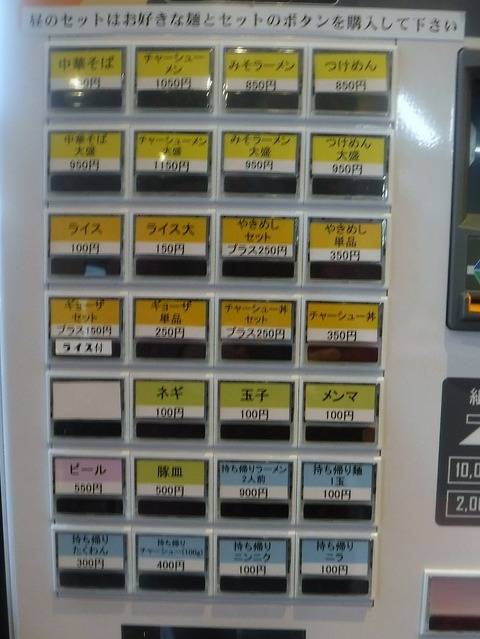 昼のセットはお好きな麺とセットのボタンを購入して下さい
中華そば
チャーシュー
メン
1050円
みそラーメン
850円
つけめん
850円
中華そば
大盛
950円
チャーシューメン
大盛
1150円
みそラーメン
大盛
950円
つけめん
大盛
950円
ライス
100円
ライス大
150円
やきめし
セット
プラス250円
やきめし
単品
350円
ギョーザ
セット
プラス150円
ライス付
ギョーザ
単品
250円
チャーシュー丼
セット
プラス250円
チャーシュー丼
350円
ネギ
100円
玉子
100円
メンマ
100円
ビール
550円
豚皿
500円
持ち帰りラーメン
2人前
900円
持ち帰り麺
1玉
100円
持ち帰り
たくわん
300円
持ち帰り
チャーシュー(100g)
400円
持ち帰り
ニンニク
100円
持ち帰り
ニラ
100円